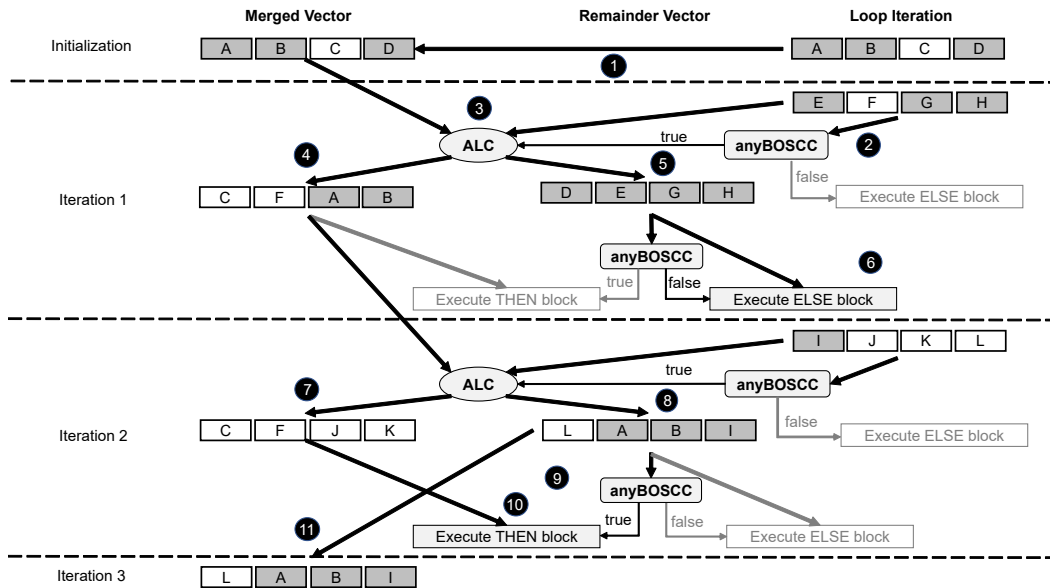 Merged Vector Remainder Vector Loop Iteration
Initialization A B C D A B C D
1
E F G H
3
ALC true anyBOSCC 2
4 5 false
Iteration 1 C F A B D E G H Execute ELSE block
anyBOSCC 6
true false
Execute THEN block Execute ELSE block
I J K L
ALC true anyBOSCC
7 8 false
Iteration 2 C F J K L A B I Execute ELSE block
9 anyBOSCC
10 true false
11 Execute THEN block Execute ELSE block
Iteration 3 L A B I